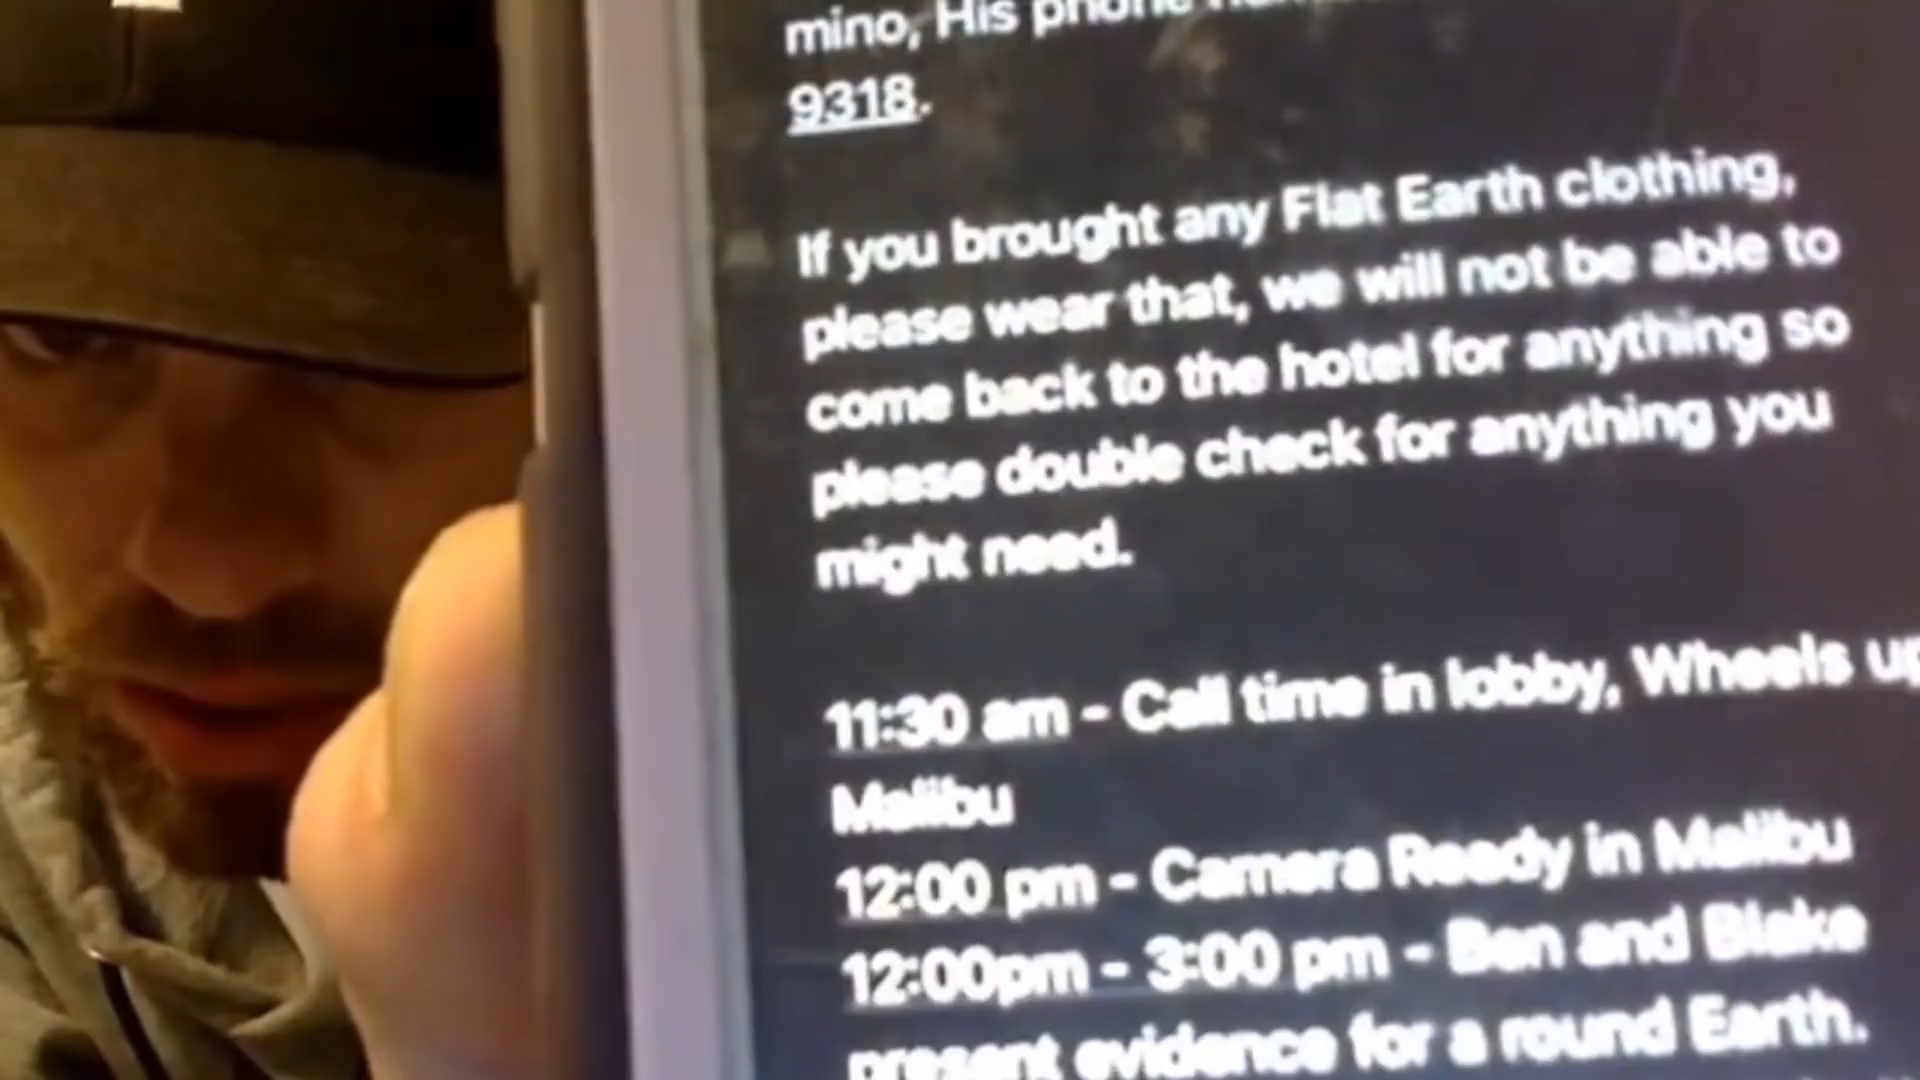 mino, His phone
9318.
If you brought any Flat Earth clothing,
please wear that, we will not be able to
come back to the hotel for anything so
please double check for anything you
might need.
11:30 am - Call time in lobby, Wheels up
Malibu
12:00 pm - Camera Ready in Malibu
12:00pm - 3:00 pm - Ben and Blake
present evidence for a round Earth.